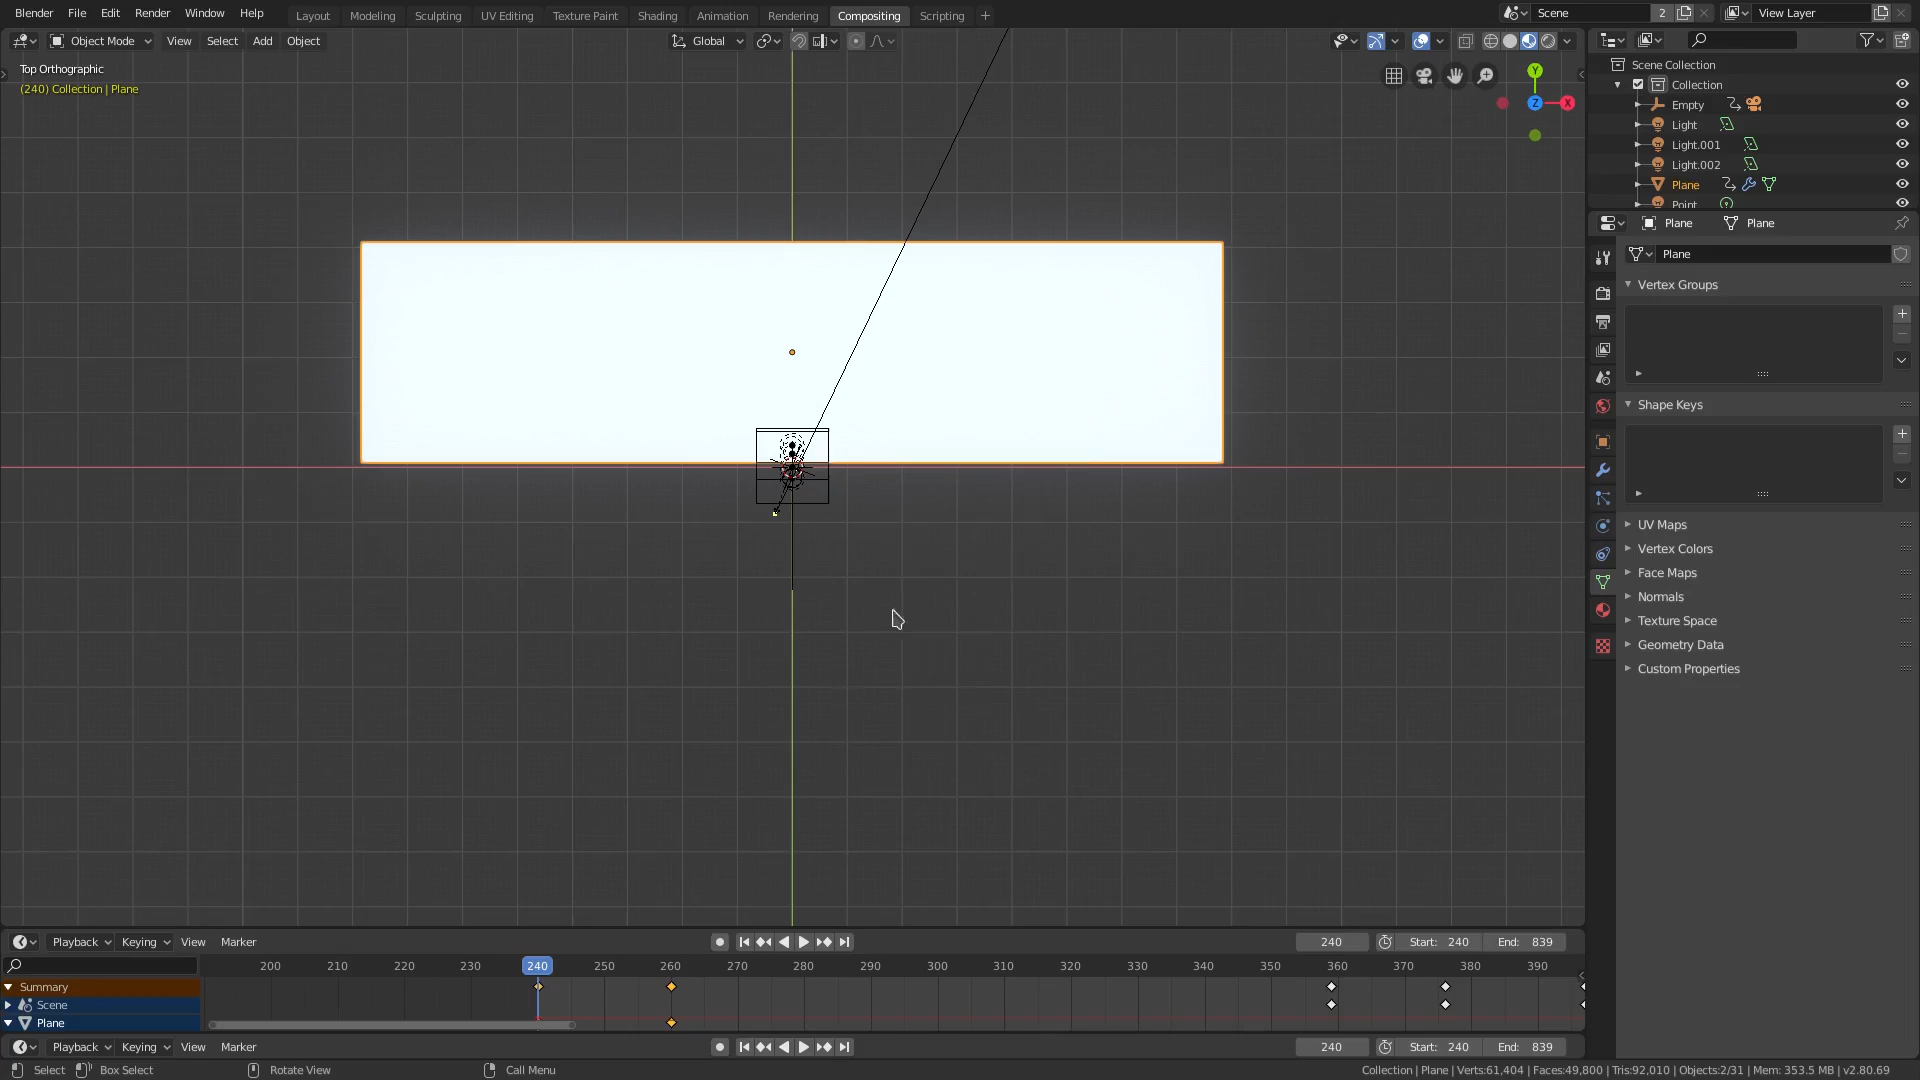 Blender File Edit Render Window Help Layout Modeling Sculpting UV Editing Texture Paint Shading Animation Rendering Compositing Scripting + Scene 2 View Layer
Object Mode View Select Add Object Global
Top Orthographic
(240) Collection | Plane
Y
Z X
Scene Collection
Collection
Empty
Light
Light.001
Light.002
Plane
Point
Plane Plane
Plane
Vertex Groups
Shape Keys
UV Maps
Vertex Colors
Face Maps
Normals
Texture Space
Geometry Data
Custom Properties
Playback Keying View Marker 240 Start: 240 End: 839
200 210 220 230 240 250 260 270 280 290 300 310 320 330 340 350 360 370 380 390
Summary
Scene
Plane
Playback Keying View Marker 240 Start: 240 End: 839
Select Box Select Rotate View Call Menu Collection | Plane | Verts:61,404 | Faces:49,800 | Tris:92,010 | Objects:2/31 | Mem: 353.5 MB | v2.80.69